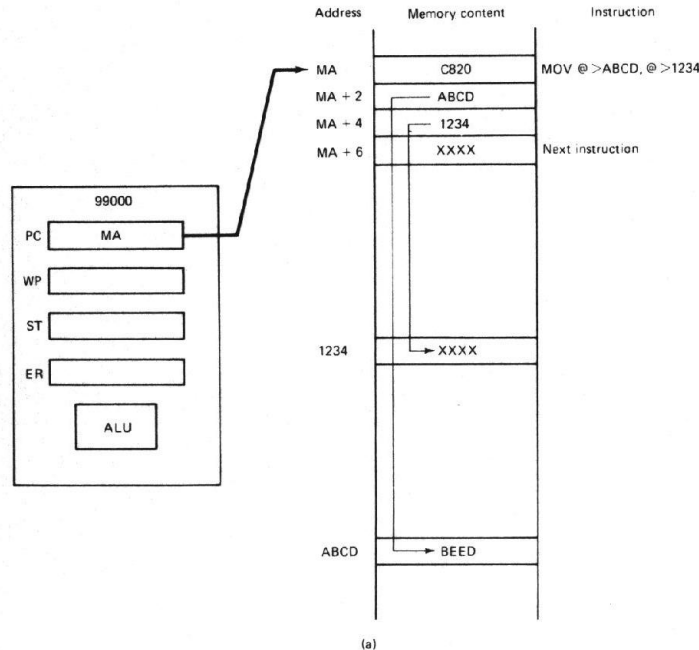 Address Memory content Instruction
MA C820 MOV @ >ABCD, @ >1234
MA + 2 ABCD
MA + 4 1234
MA + 6 XXXX Next instruction
99000
PC MA
WP
ST
1234 XXXX
ER
ALU
ABCD BEED
(a)